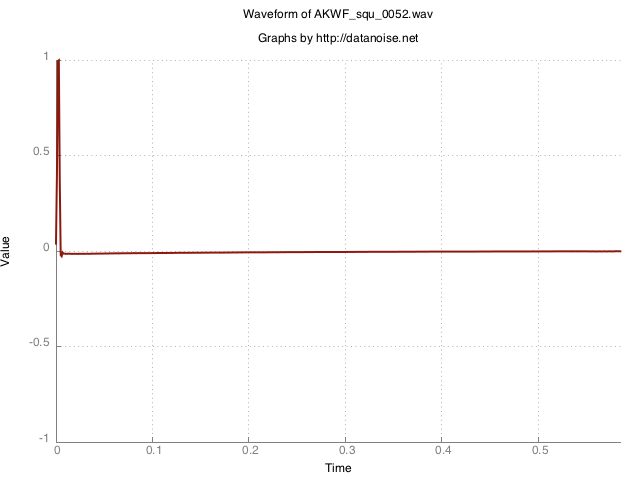 Waveform of AKWF_squ_0052.wav
Graphs by http://datanoise.net
1
0.5
0
-0.5
-1
Value
0 0.1 0.2 0.3 0.4 0.5
Time